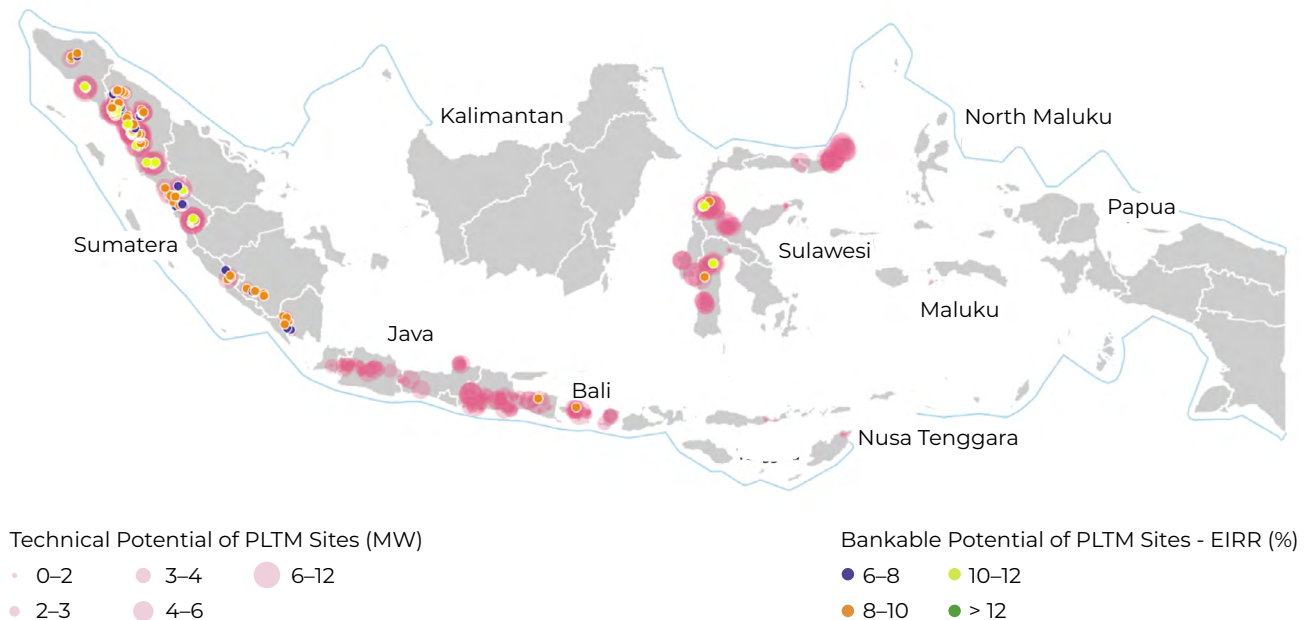 Kalimantan
North Maluku
Papua
Sumatera
Sulawesi
Maluku
Java
Bali
Nusa Tenggara
Technical Potential of PLTM Sites (MW)
0–2 3–4 6–12
2–3 4–6
Bankable Potential of PLTM Sites - EIRR (%)
6–8 10–12
8–10 > 12